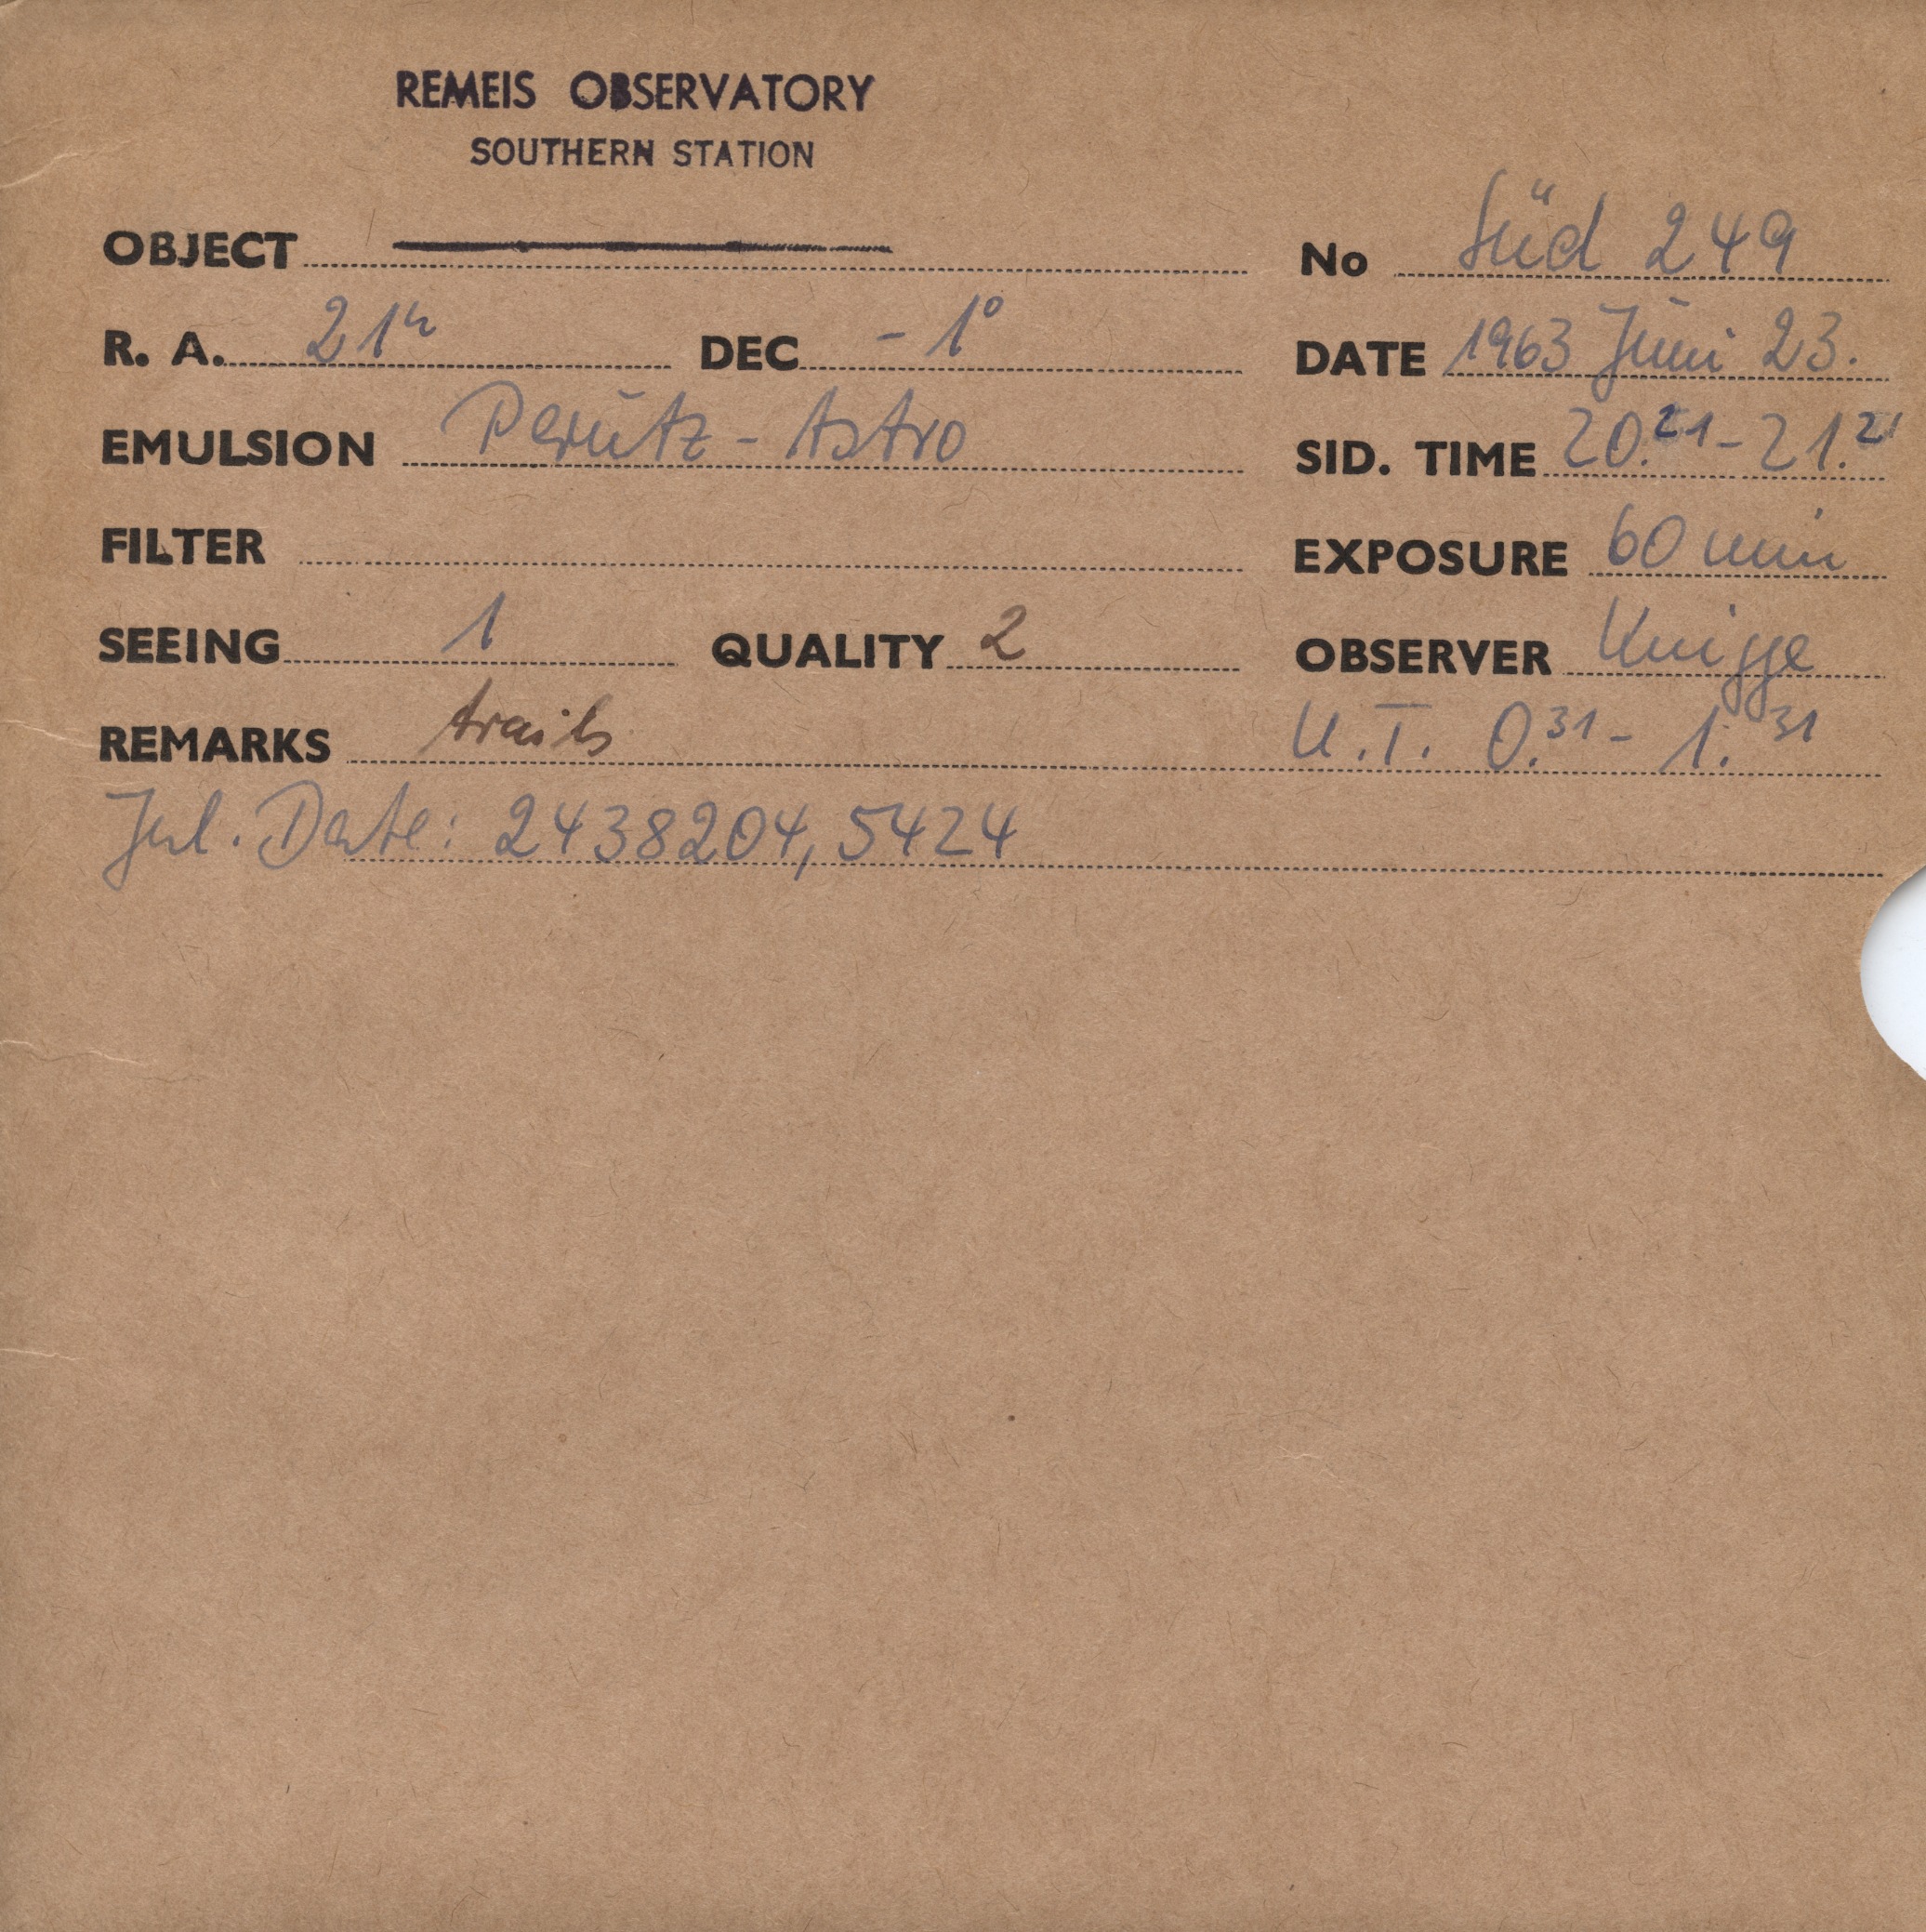 REMEIS OBSERVATORY
SOUTHERN STATION
OBJECT No Süd 249
R. A. 21h DEC -1° DATE 1963 Juni 23.
EMULSION Perutz - Astro SID. TIME 20.21 - 21.21
FILTER EXPOSURE 60 min
SEEING 1 QUALITY 2 OBSERVER Knigge
REMARKS trails U.T. 0.31 - 1.31
Jul. Date: 2438204,5424